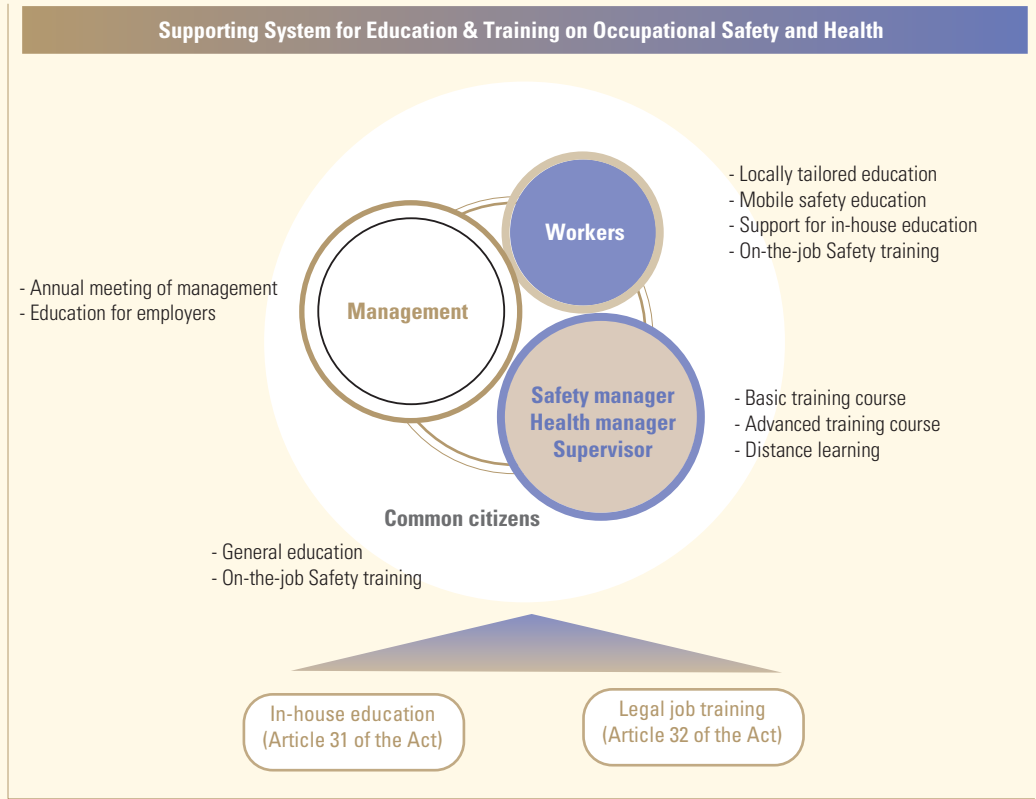 Supporting System for Education & Training on Occupational Safety and Health
Workers
- Locally tailored education
- Mobile safety education
- Support for in-house education
- On-the-job Safety training
Management
- Annual meeting of management
- Education for employers
Safety manager
Health manager
Supervisor
- Basic training course
- Advanced training course
- Distance learning
Common citizens
- General education
- On-the-job Safety training
In-house education
(Article 31 of the Act)
Legal job training
(Article 32 of the Act)